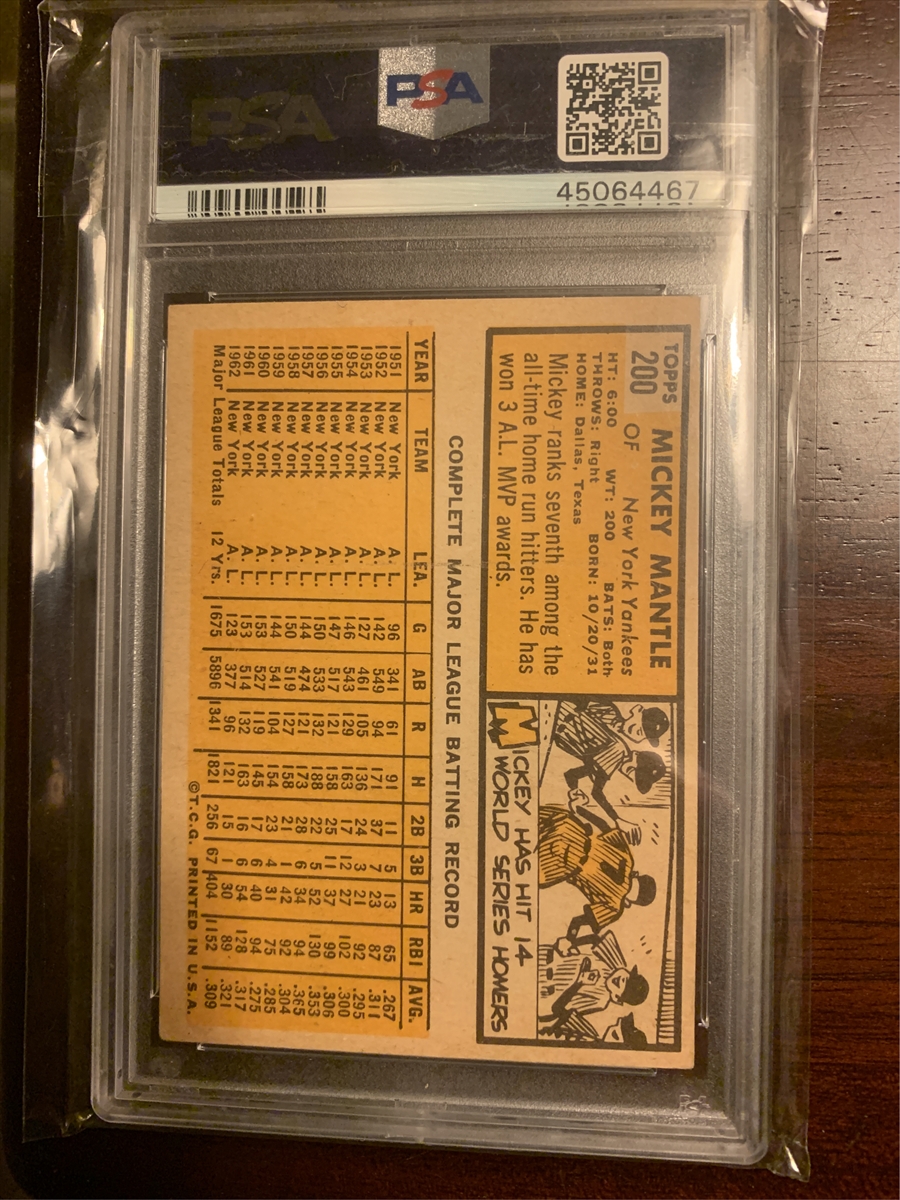 PSA
PSA
45064467
TOPPS
200
MICKEY MANTLE
OF New York Yankees
HT: 6:00 WT: 200 BATS: Both
THROWS: Right BORN: 10/20/31
HOME: Dallas, Texas
Mickey ranks seventh among the
all-time home run hitters. He has
won 3 A.L. MVP awards.
MICKEY HAS HIT 14
WORLD SERIES HOMERS
7
COMPLETE MAJOR LEAGUE BATTING RECORD
YEAR TEAM LEA. G AB R H 2B 3B HR RBI AVG.
1951 New York A. L. 96 341 61 91 11 5 13 65 .267
1952 New York A. L. 142 549 94 171 37 7 23 87 .311
1953 New York A. L. 127 461 105 136 24 3 21 92 .295
1954 New York A. L. 146 543 129 163 17 12 27 102 .300
1955 New York A. L. 147 517 121 158 25 11 37 99 .306
1956 New York A. L. 150 533 132 188 22 5 52 130 .353
1957 New York A. L. 144 474 121 173 28 6 34 94 .365
1958 New York A. L. 150 519 127 158 21 1 42 92 .304
1959 New York A. L. 144 541 104 154 23 4 31 75 .285
1960 New York A. L. 153 527 119 145 17 6 40 94 .275
1961 New York A. L. 153 514 132 163 16 6 54 128 .317
1962 New York A. L. 123 377 96 121 15 1 30 89 .321
Major League Totals 12 Yrs. 1675 5896 1341 1821 256 67 404 1152 .309
©T.C.G. PRINTED IN U.S.A.